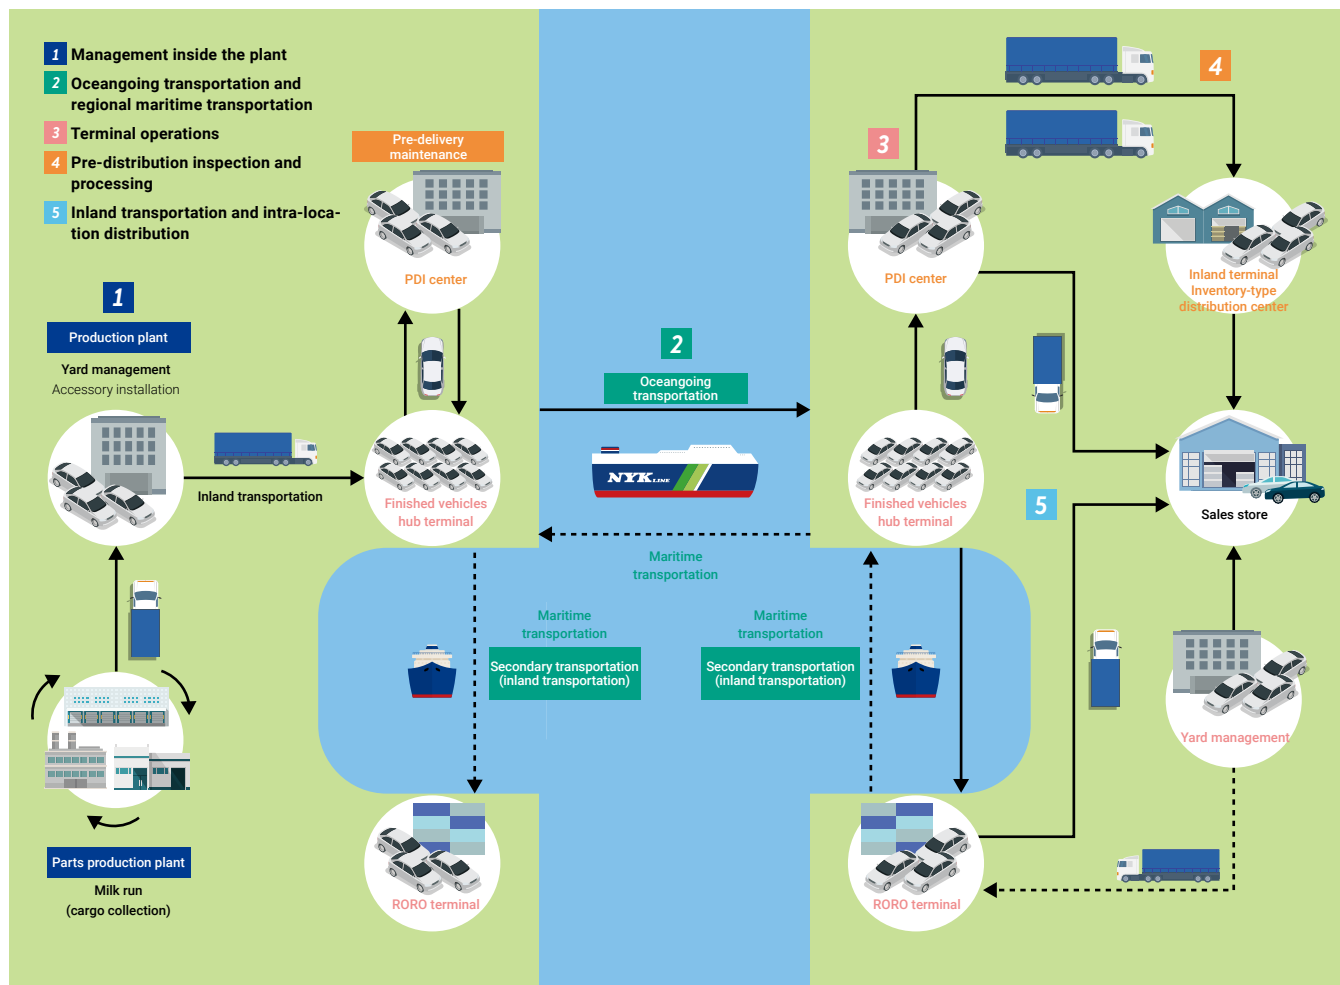 1 Management inside the plant
2 Oceangoing transportation and
regional maritime transportation
3 Terminal operations
4 Pre-distribution inspection and
processing
5 Inland transportation and intra-loca-
tion distribution
1
Production plant
Yard management
Accessory installation
Inland transportation
Parts production plant
Milk run
(cargo collection)
Pre-delivery
maintenance
PDI center
Finished vehicles
hub terminal
RORO terminal
2
Oceangoing
transportation
NYK LINE
Maritime
transportation
Maritime
transportation
Secondary transportation
(inland transportation)
Maritime
transportation
Secondary transportation
(inland transportation)
3
PDI center
Finished vehicles
hub terminal
RORO terminal
4
Inland terminal
Inventory-type
distribution center
5
Sales store
Yard management